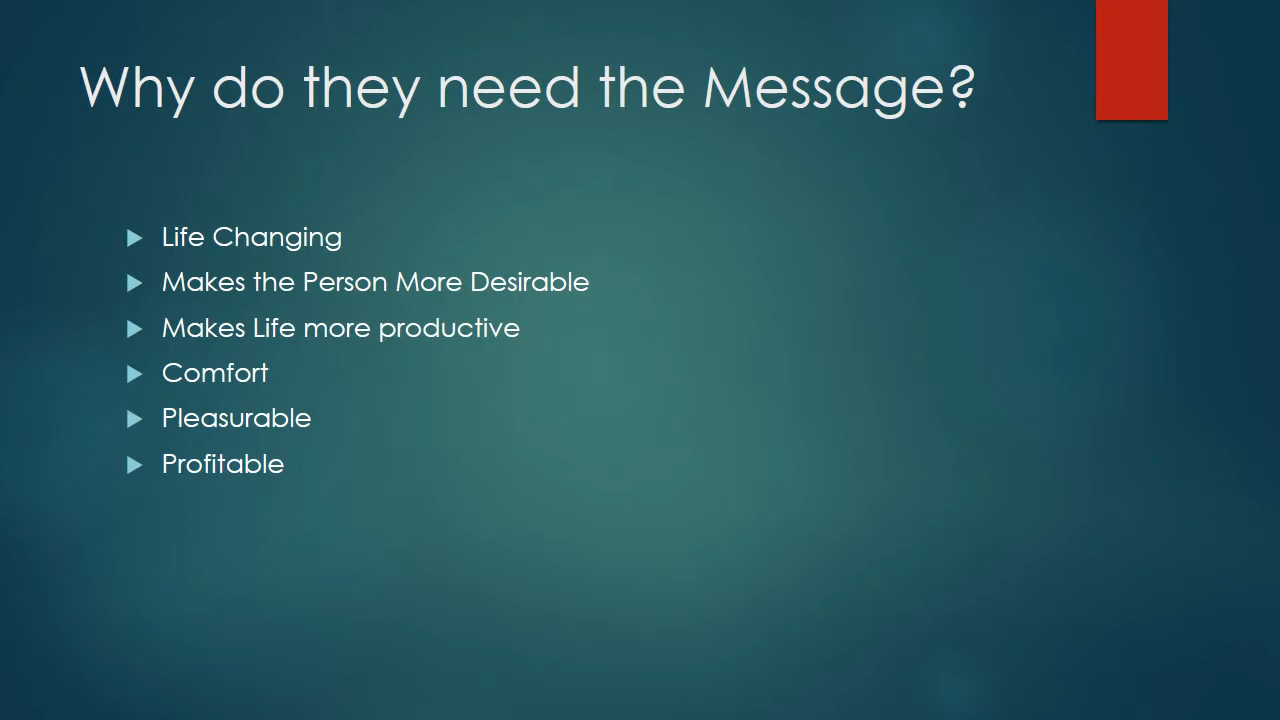 Why do they need the Message?
Life Changing
Makes the Person More Desirable
Makes Life more productive
Comfort
Pleasurable
Profitable